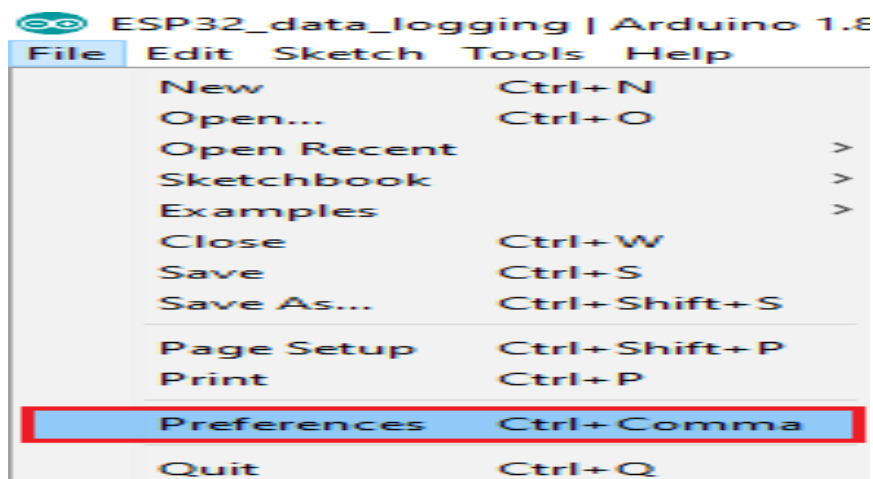 ESP32_data_logging | Arduino 1.8
File Edit Sketch Tools Help
New Ctrl+N
Open... Ctrl+O
Open Recent >
Sketchbook >
Examples >
Close Ctrl+W
Save Ctrl+S
Save As... Ctrl+Shift+S
Page Setup Ctrl+Shift+P
Print Ctrl+P
Preferences Ctrl+Comma
Quit Ctrl+Q